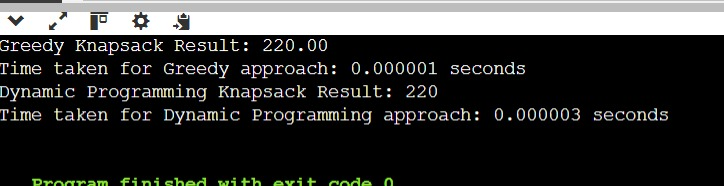 Greedy Knapsack Result: 220.00
Time taken for Greedy approach: 0.000001 seconds
Dynamic Programming Knapsack Result: 220
Time taken for Dynamic Programming approach: 0.000003 seconds
Program finished with exit code 0